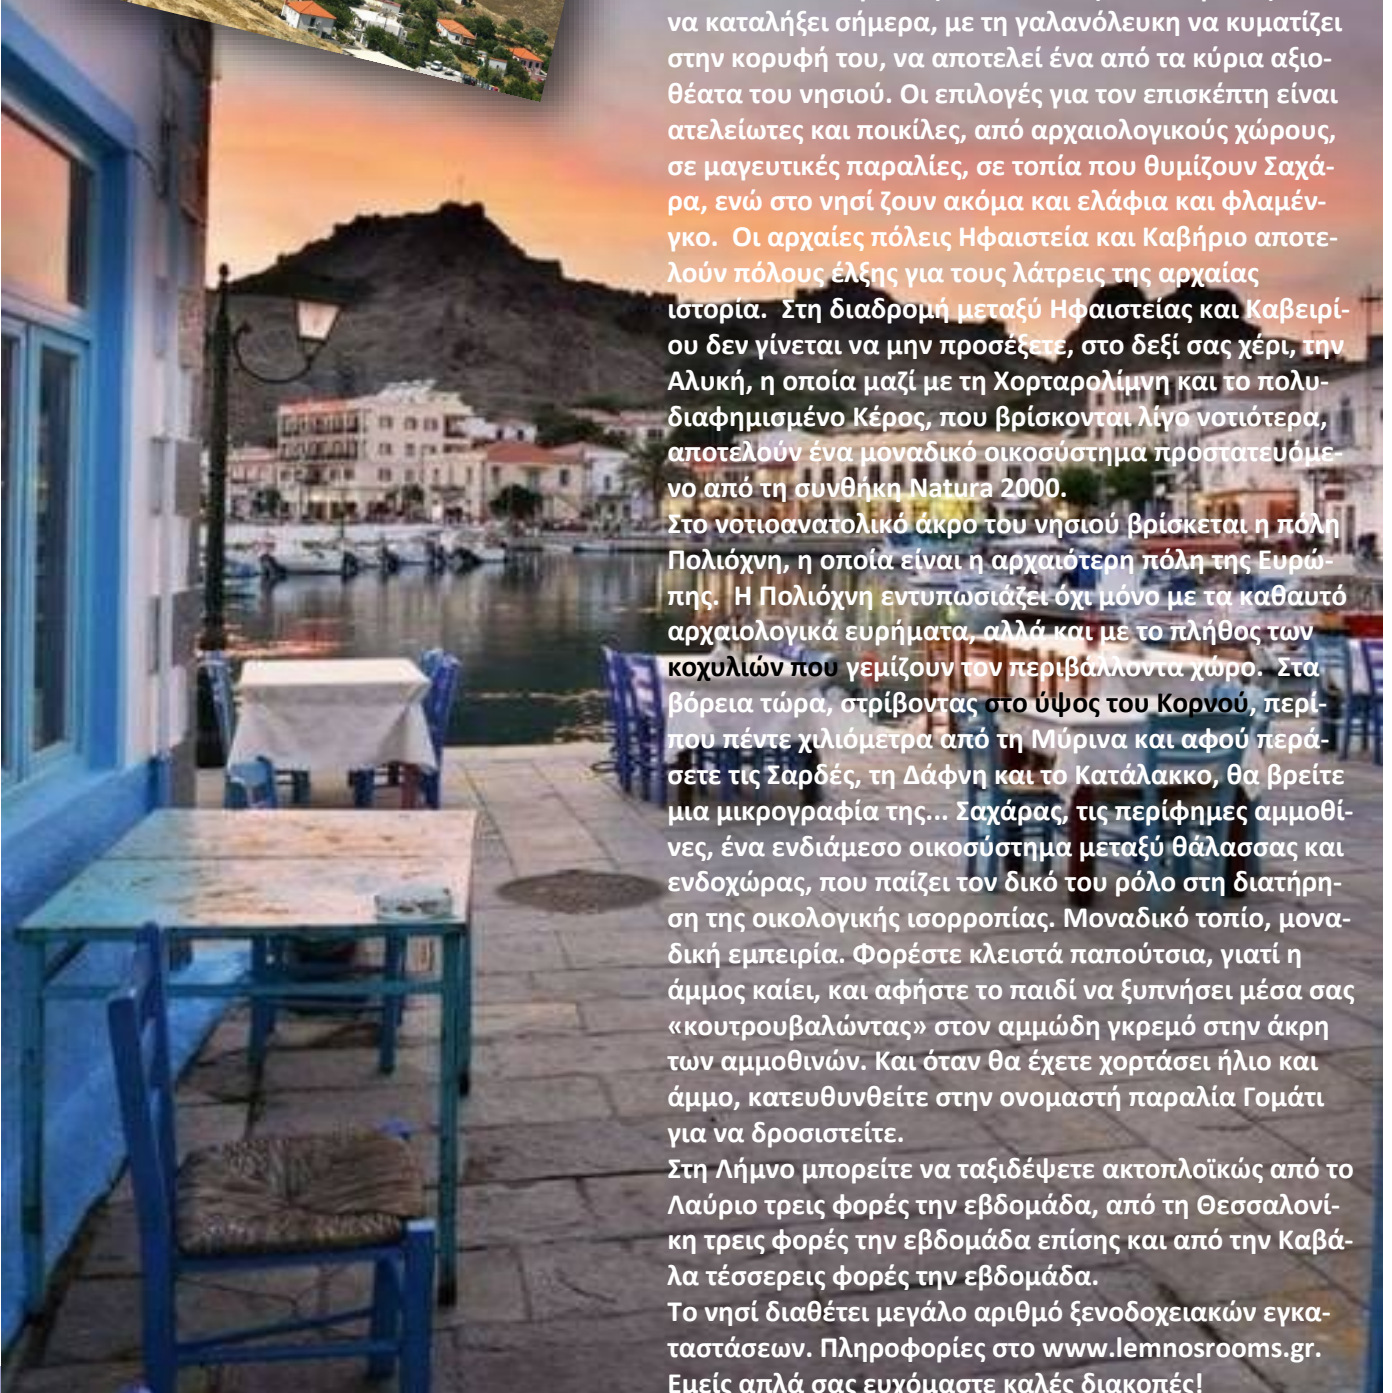 να καταλήξει σήμερα, με τη γαλανόλευκη να κυματίζει
στην κορυφή του, να αποτελεί ένα από τα κύρια αξιο-
θέατα του νησιού. Οι επιλογές για τον επισκέπτη είναι
ατελείωτες και ποικίλες, από αρχαιολογικούς χώρους,
σε μαγευτικές παραλίες, σε τοπία που θυμίζουν Σαχά-
ρα, ενώ στο νησί ζουν ακόμα και ελάφια και φλαμέν-
γκο. Οι αρχαίες πόλεις Ηφαιστεία και Καβήριο αποτε-
λούν πόλους έλξης για τους λάτρεις της αρχαίας
ιστορία. Στη διαδρομή μεταξύ Ηφαιστείας και Καβειρί-
ου δεν γίνεται να μην προσέξετε, στο δεξί σας χέρι, την
Αλυκή, η οποία μαζί με τη Χορταρολίμνη και το πολυ-
διαφημισμένο Κέρος, που βρίσκονται λίγο νοτιότερα,
αποτελούν ένα μοναδικό οικοσύστημα προστατευόμε-
νο από τη συνθήκη Natura 2000.
Στο νοτιοανατολικό άκρο του νησιού βρίσκεται η πόλη
Πολιόχνη, η οποία είναι η αρχαιότερη πόλη της Ευρώ-
πης. Η Πολιόχνη εντυπωσιάζει όχι μόνο με τα καθαυτό
αρχαιολογικά ευρήματα, αλλά και με το πλήθος των
κοχυλιών που γεμίζουν τον περιβάλλοντα χώρο. Στα
βόρεια τώρα, στρίβοντας στο ύψος του Κορνού, περί-
που πέντε χιλιόμετρα από τη Μύρινα και αφού περά-
σετε τις Σαρδές, τη Δάφνη και το Κατάλακκο, θα βρείτε
μια μικρογραφία της... Σαχάρας, τις περίφημες αμμοθί-
νες, ένα ενδιάμεσο οικοσύστημα μεταξύ θάλασσας και
ενδοχώρας, που παίζει τον δικό του ρόλο στη διατήρη-
ση της οικολογικής ισορροπίας. Μοναδικό τοπίο, μονα-
δική εμπειρία. Φορέστε κλειστά παπούτσια, γιατί η
άμμος καίει, και αφήστε το παιδί να ξυπνήσει μέσα σας
«κουτρουβαλώντας» στον αμμώδη γκρεμό στην άκρη
των αμμοθινών. Και όταν θα έχετε χορτάσει ήλιο και
άμμο, κατευθυνθείτε στην ονομαστή παραλία Γομάτι
για να δροσιστείτε.
Στη Λήμνο μπορείτε να ταξιδέψετε ακτοπλοϊκώς από το
Λαύριο τρεις φορές την εβδομάδα, από τη Θεσσαλονί-
κη τρεις φορές την εβδομάδα επίσης και από την Καβά-
λα τέσσερεις φορές την εβδομάδα.
Το νησί διαθέτει μεγάλο αριθμό ξενοδοχειακών εγκα-
ταστάσεων. Πληροφορίες στο www.lemnosrooms.gr.
Εμείς απλά σας ευχόμαστε καλές διακοπές!